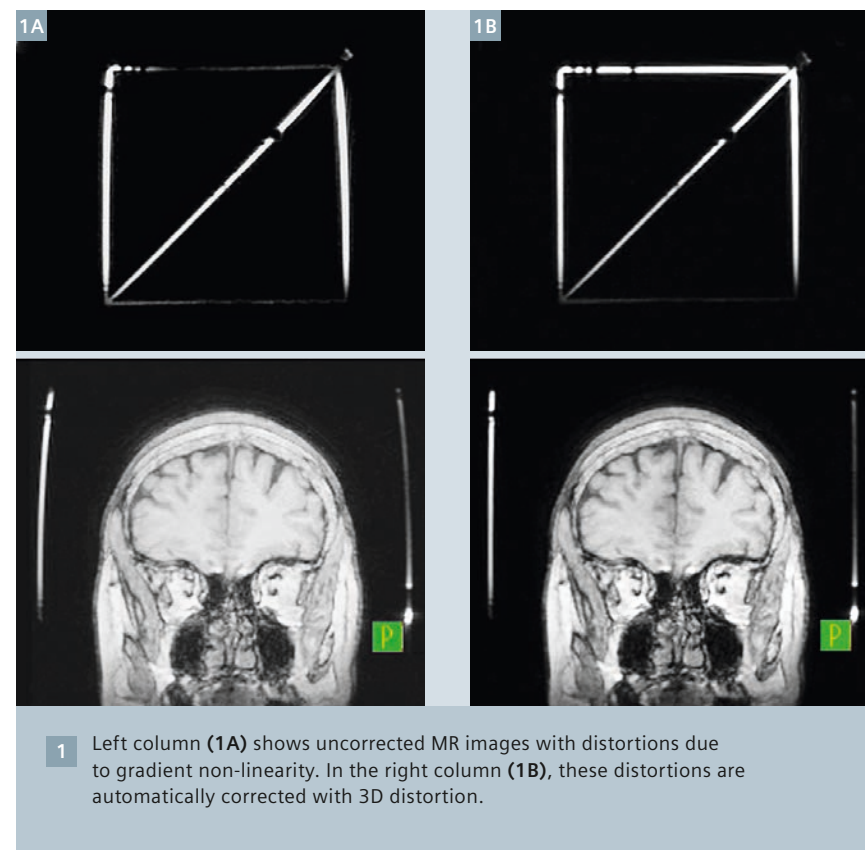 1A
1B
P
P
1
Left column (1A) shows uncorrected MR images with distortions due
to gradient non-linearity. In the right column (1B), these distortions are
automatically corrected with 3D distortion.